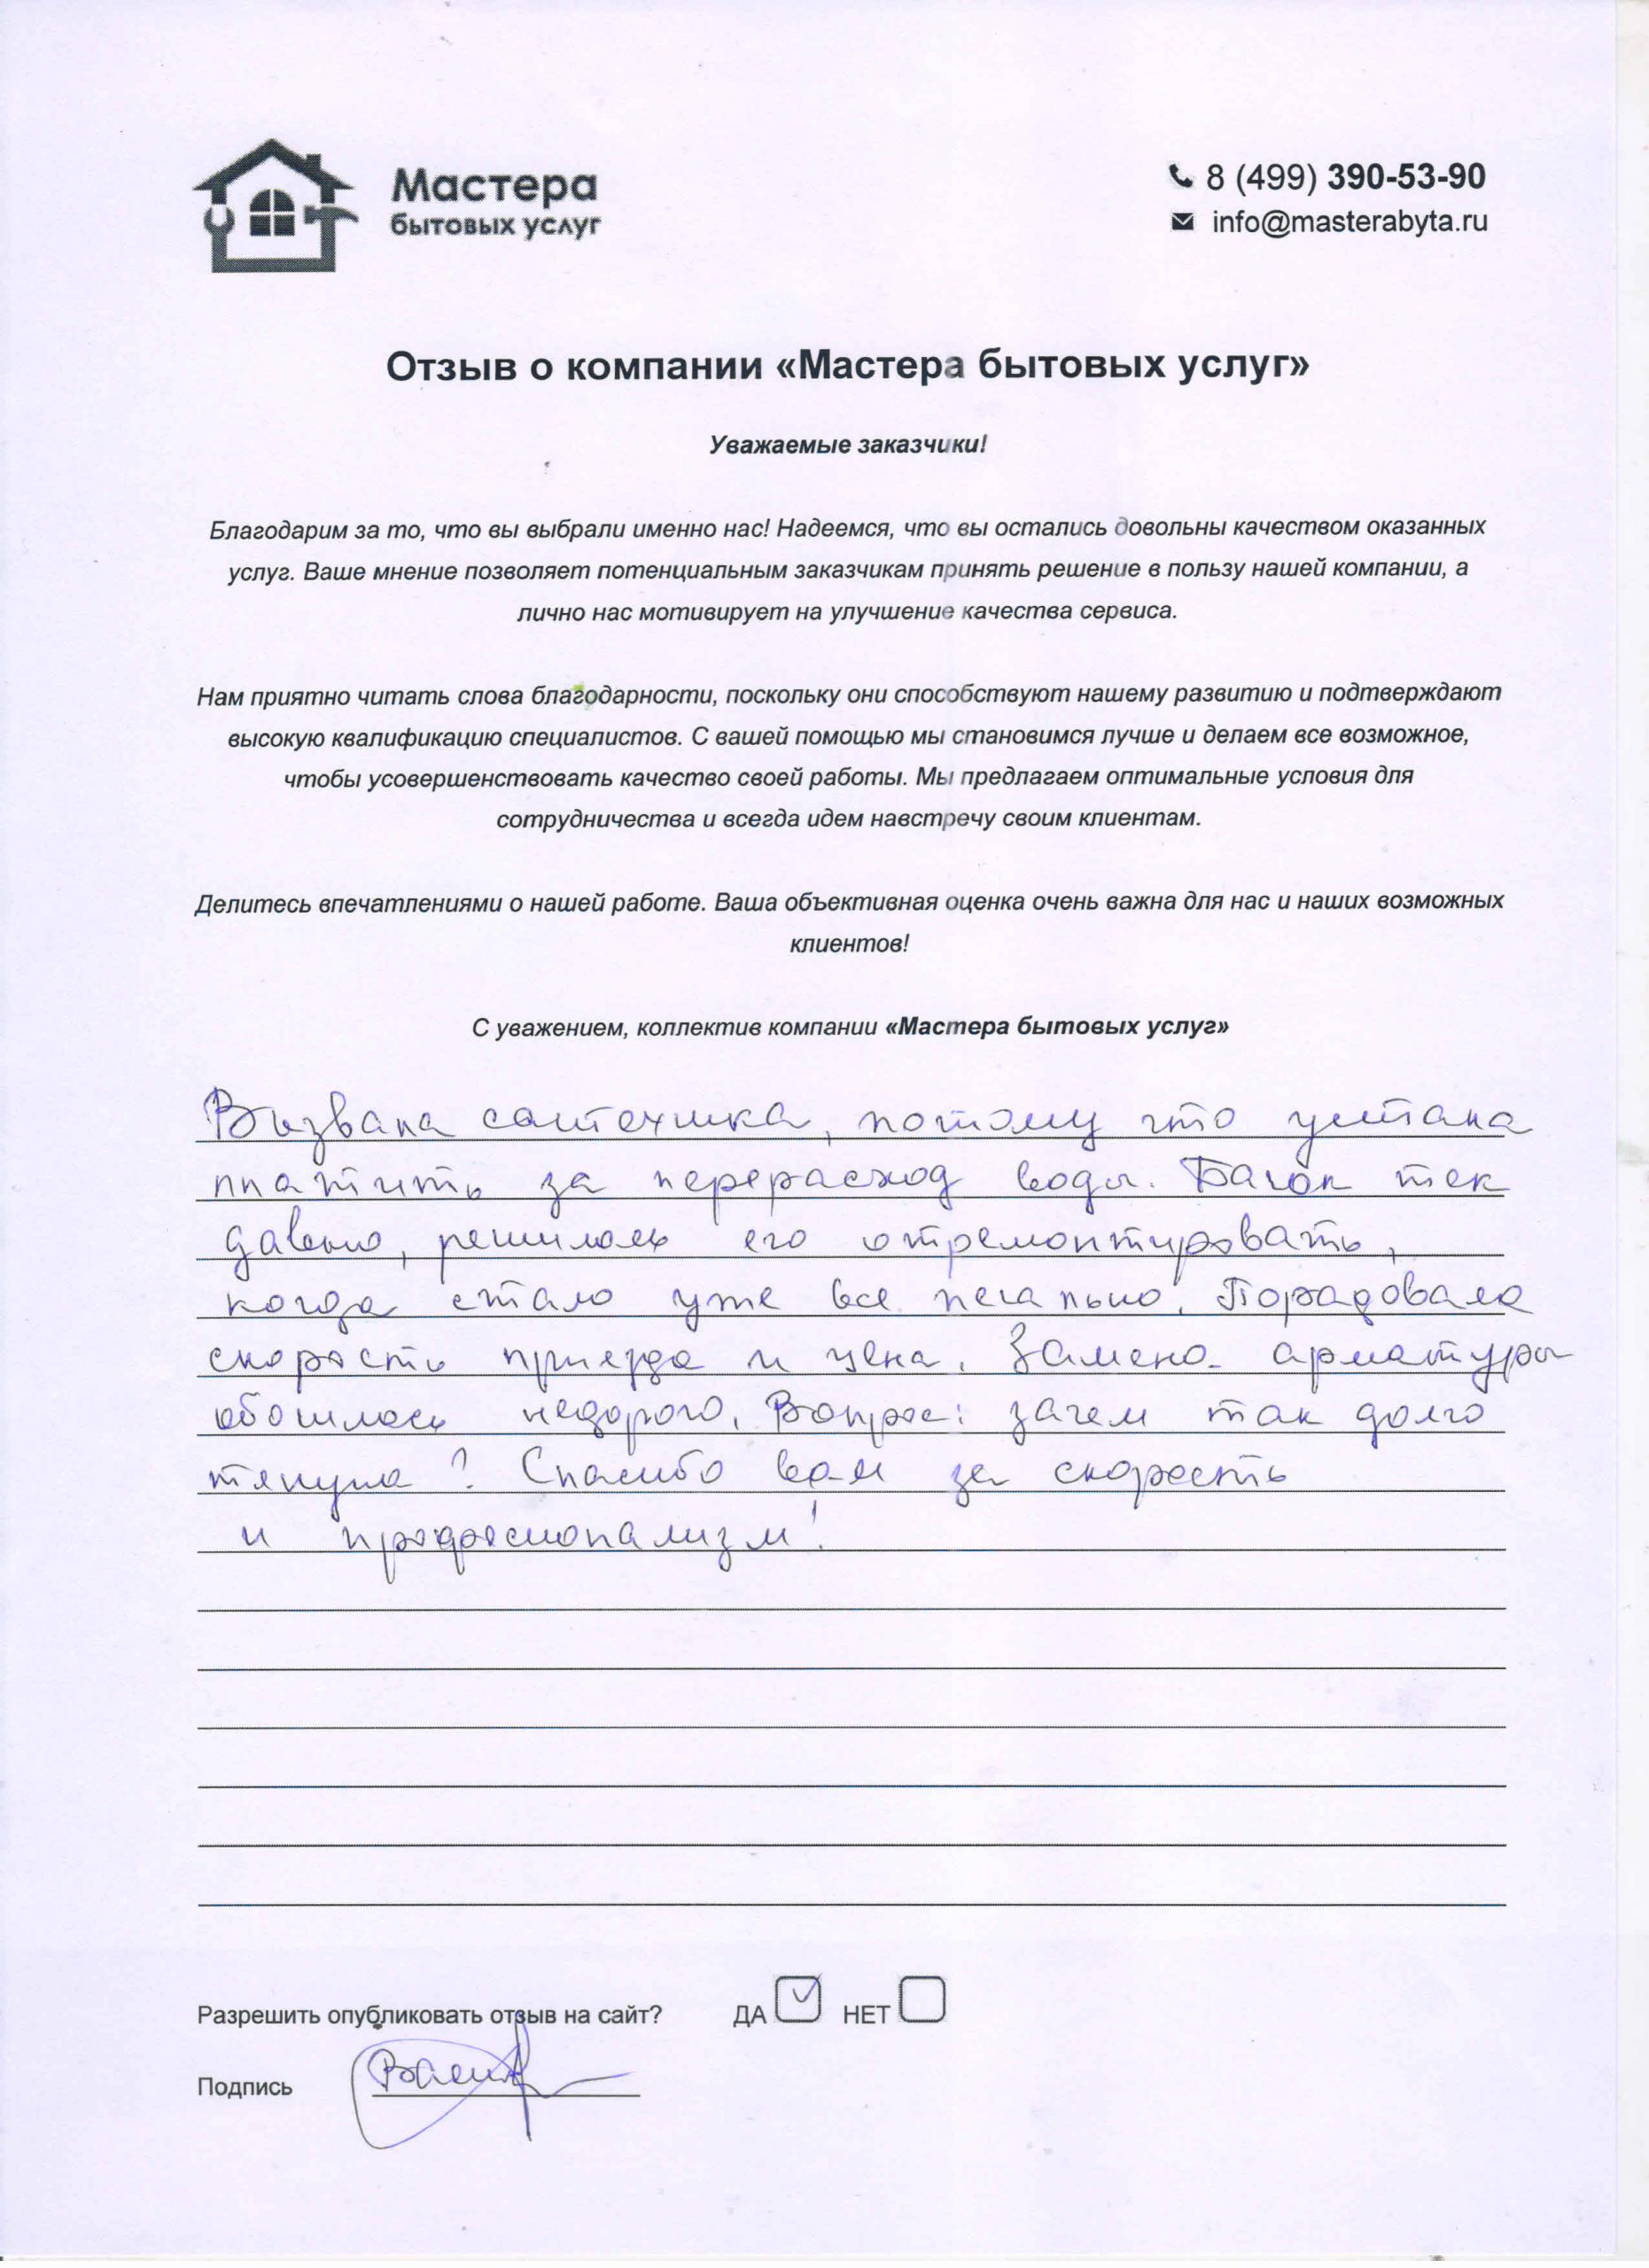 Мастера
бытовых услуг
8 (499) 390-53-90
info@masterabyta.ru
Отзыв о компании «Мастера бытовых услуг»
Уважаемые заказчики!
Благодарим за то, что вы выбрали именно нас! Надеемся, что вы остались довольны качеством оказанных
услуг. Ваше мнение позволяет потенциальным заказчикам принять решение в пользу нашей компании, а
лично нас мотивирует на улучшение качества сервиса.
Нам приятно читать слова благодарности, поскольку они способствуют нашему развитию и подтверждают
высокую квалификацию специалистов. С вашей помощью мы становимся лучше и делаем все возможное,
чтобы усовершенствовать качество своей работы. Мы предлагаем оптимальные условия для
сотрудничества и всегда идем навстречу своим клиентам.
Делитесь впечатлениями о нашей работе. Ваша объективная оценка очень важна для нас и наших возможных
клиентов!
С уважением, коллектив компании «Мастера бытовых услуг»
Вызвала сантехника, потому что устала
платить за перерасход воды. Бачок тек
давно, решилась его отремонтировать,
когда стало уже все печально. Порадовала
скорость приезда и цена. Замена арматуры
обошлась недорого. Вопрос: зачем так долго
тянула? Спасибо вам за скорость
и професионализм!
Разрешить опубликовать отзыв на сайт? ДА НЕТ
Подпись